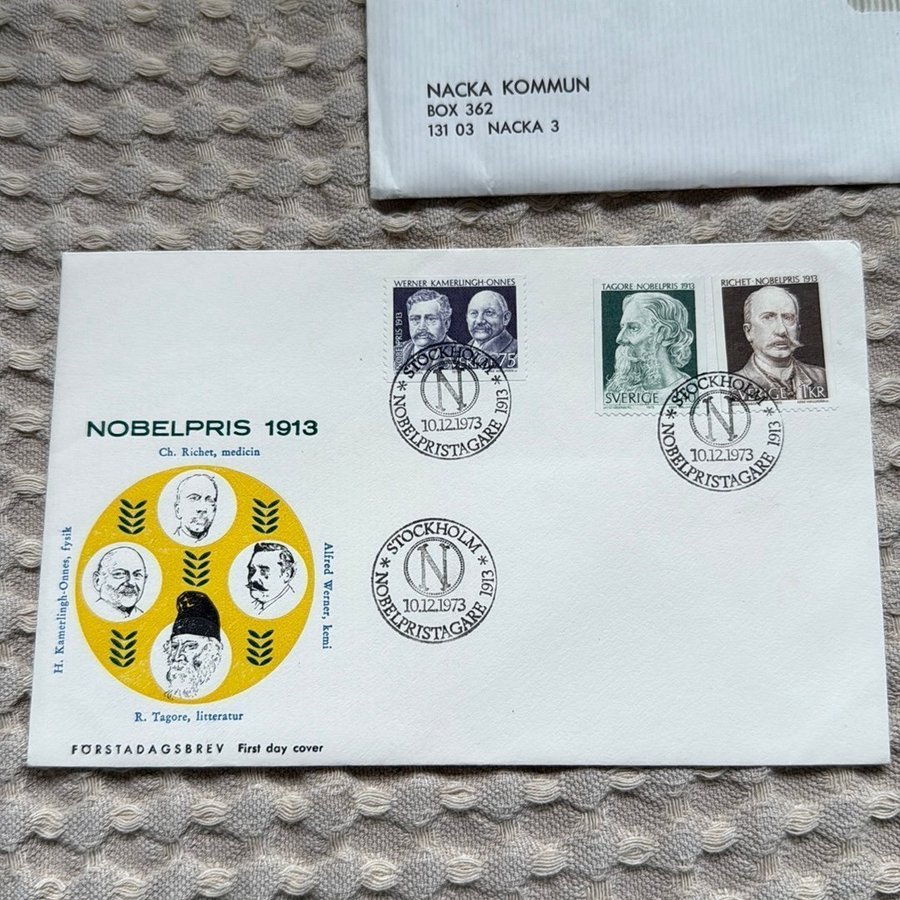 NACKA KOMMUN
BOX 362
131 03 NACKA 3
WERNER KAMERLINGH-ONNES
NOBELPRIS 1913
75
TAGORE NOBELPRIS 1913
SVERIGE
RICHET·NOBELPRIS 1913
SVERIGE 1KR
* STOCKHOLM *
N
10.12.1973
NOBELPRISTAGARE 1913
* STOCKHOLM *
N
10.12.1973
NOBELPRISTAGARE 1913
NOBELPRIS 1913
Ch. Richet, medicin
H. Kamerlingh-Onnes, fysik
Alfred Werner, kemi
R. Tagore, litteratur
* STOCKHOLM *
N
10.12.1973
NOBELPRISTAGARE 1913
FÖRSTADAGSBREV First day cover